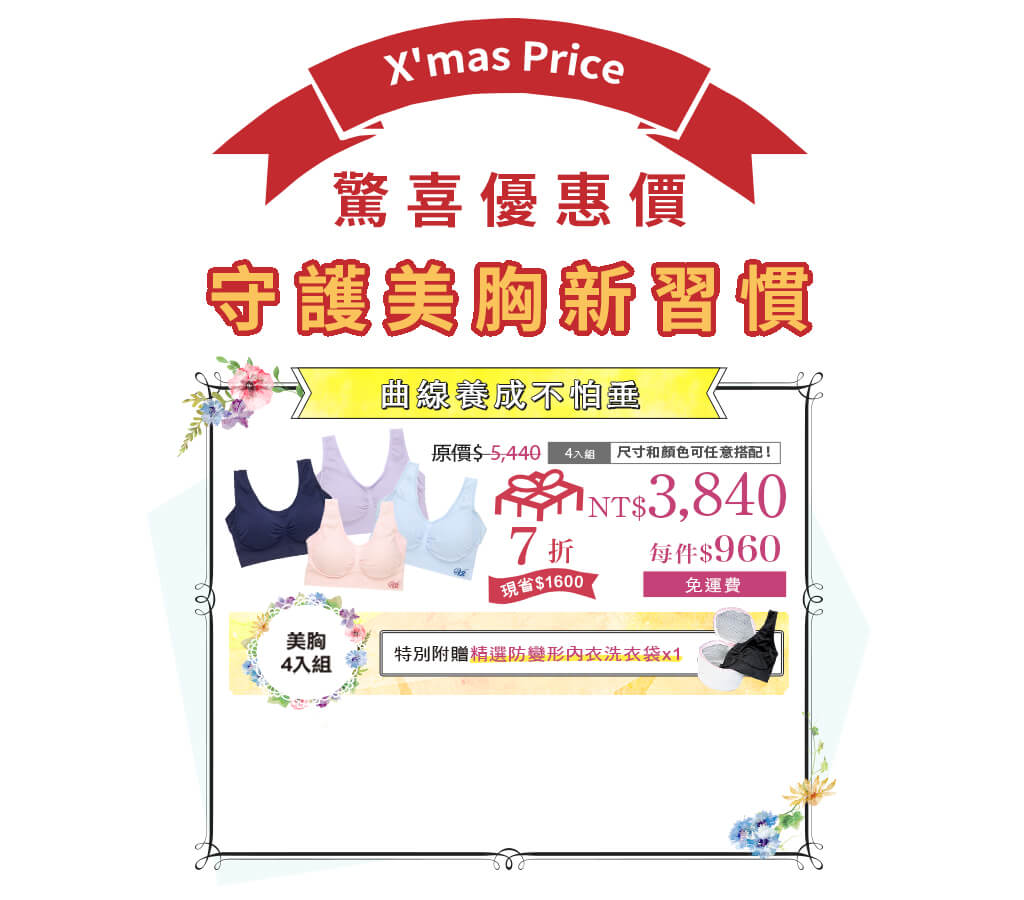 X'mas Price
驚喜優惠價
守護美胸新習慣
曲線養成不怕垂
原價$ 5,440 4入組 尺寸和顏色可任意搭配！
NT$3,840
7折
每件$960
現省$1600
免運費
美胸
4入組
特別附贈精選防變形內衣洗衣袋x1